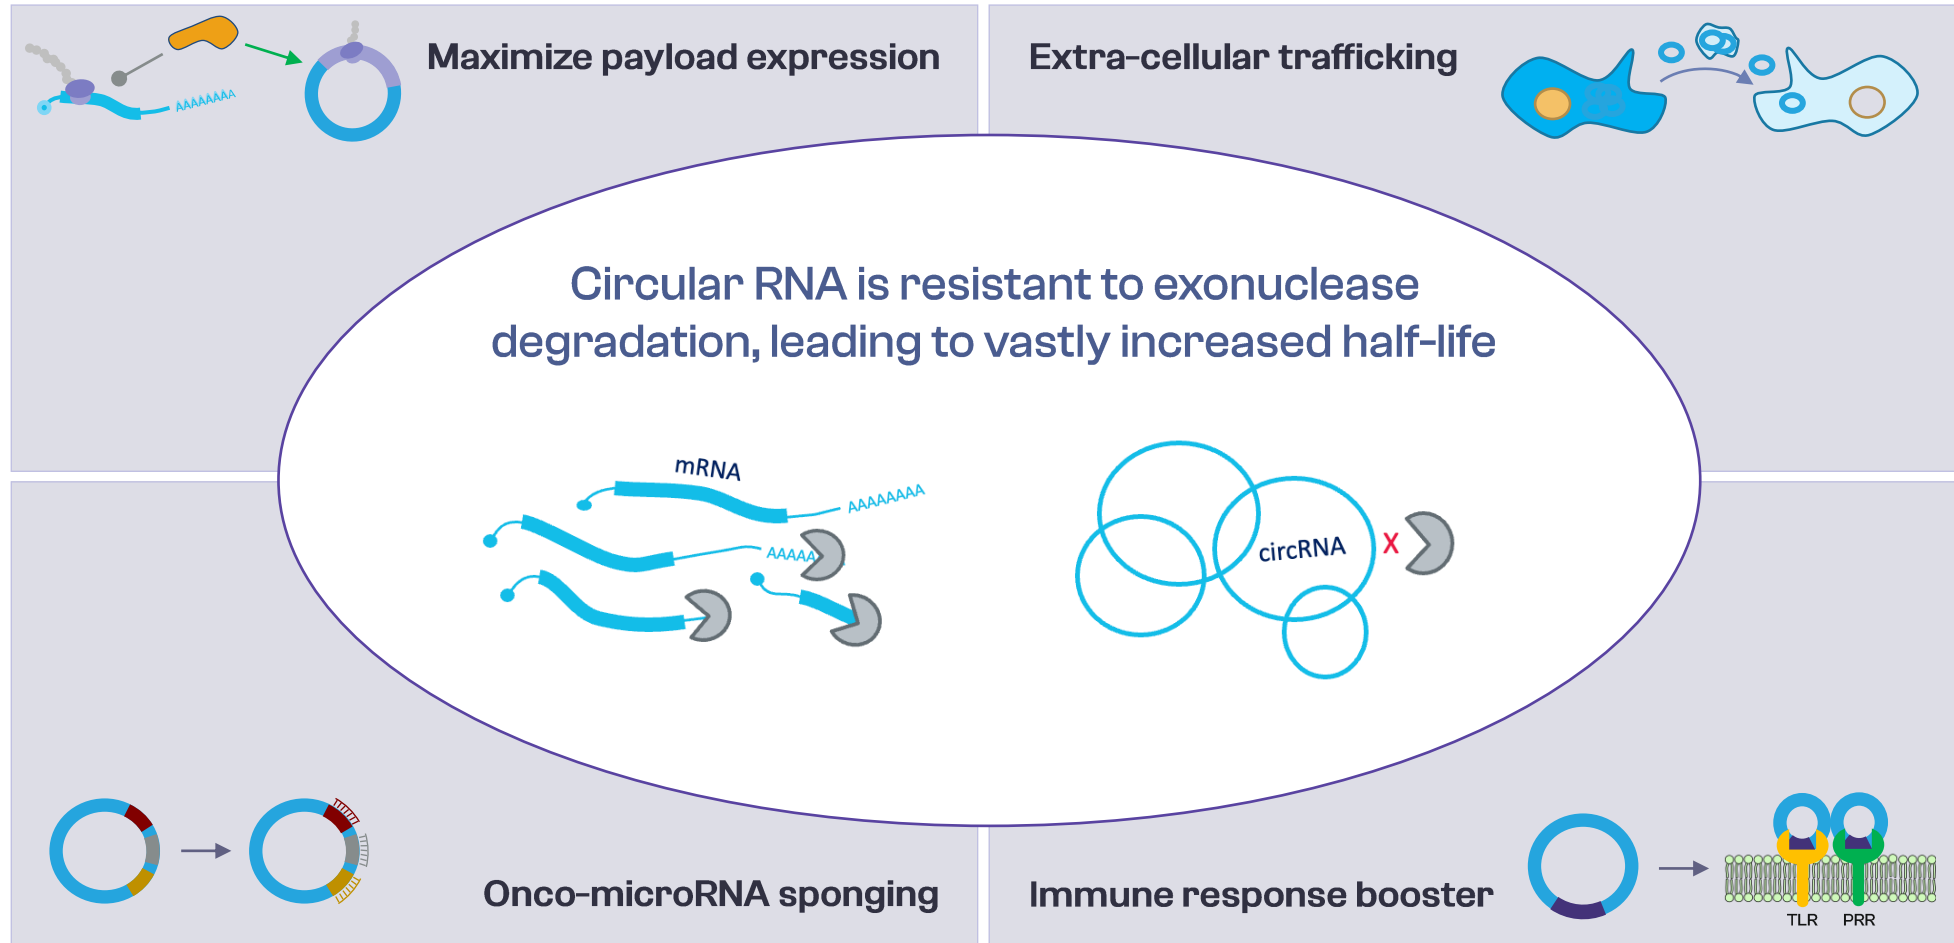 Maximize payload expression
Extra-cellular trafficking
AAAAAAAA
Circular RNA is resistant to exonuclease
degradation, leading to vastly increased half-life
mRNA
AAAAAAAA
AAAAA
circRNA
X
Onco-microRNA sponging
Immune response booster
TLR
PRR